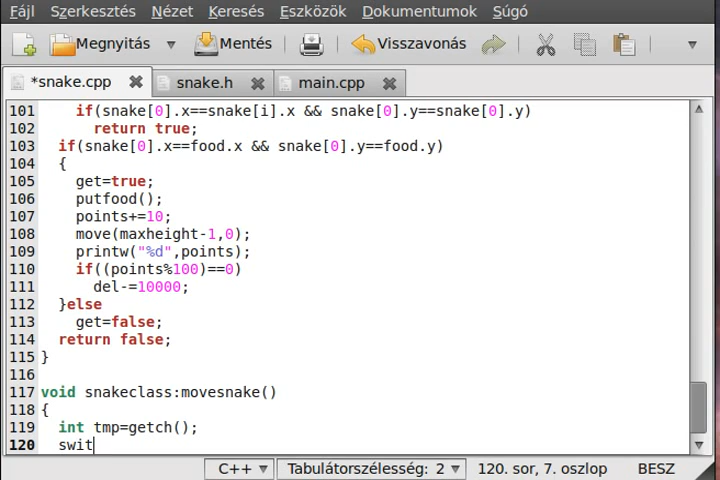 Fájl Szerkesztés Nézet Keresés Eszközök Dokumentumok Súgó
Megnyitás Mentés Visszavonás
*snake.cpp snake.h main.cpp
101 if(snake[0].x==snake[i].x && snake[0].y==snake[0].y)
102 return true;
103 if(snake[0].x==food.x && snake[0].y==food.y)
104 {
105 get=true;
106 putfood();
107 points+=10;
108 move(maxheight-1,0);
109 printw("%d",points);
110 if((points%100)==0)
111 del-=10000;
112 }else
113 get=false;
114 return false;
115 }
116
117 void snakeclass:movesnake()
118 {
119 int tmp=getch();
120 swit
C++ Tabulátorszélesség: 2 120. sor, 7. oszlop BESZ